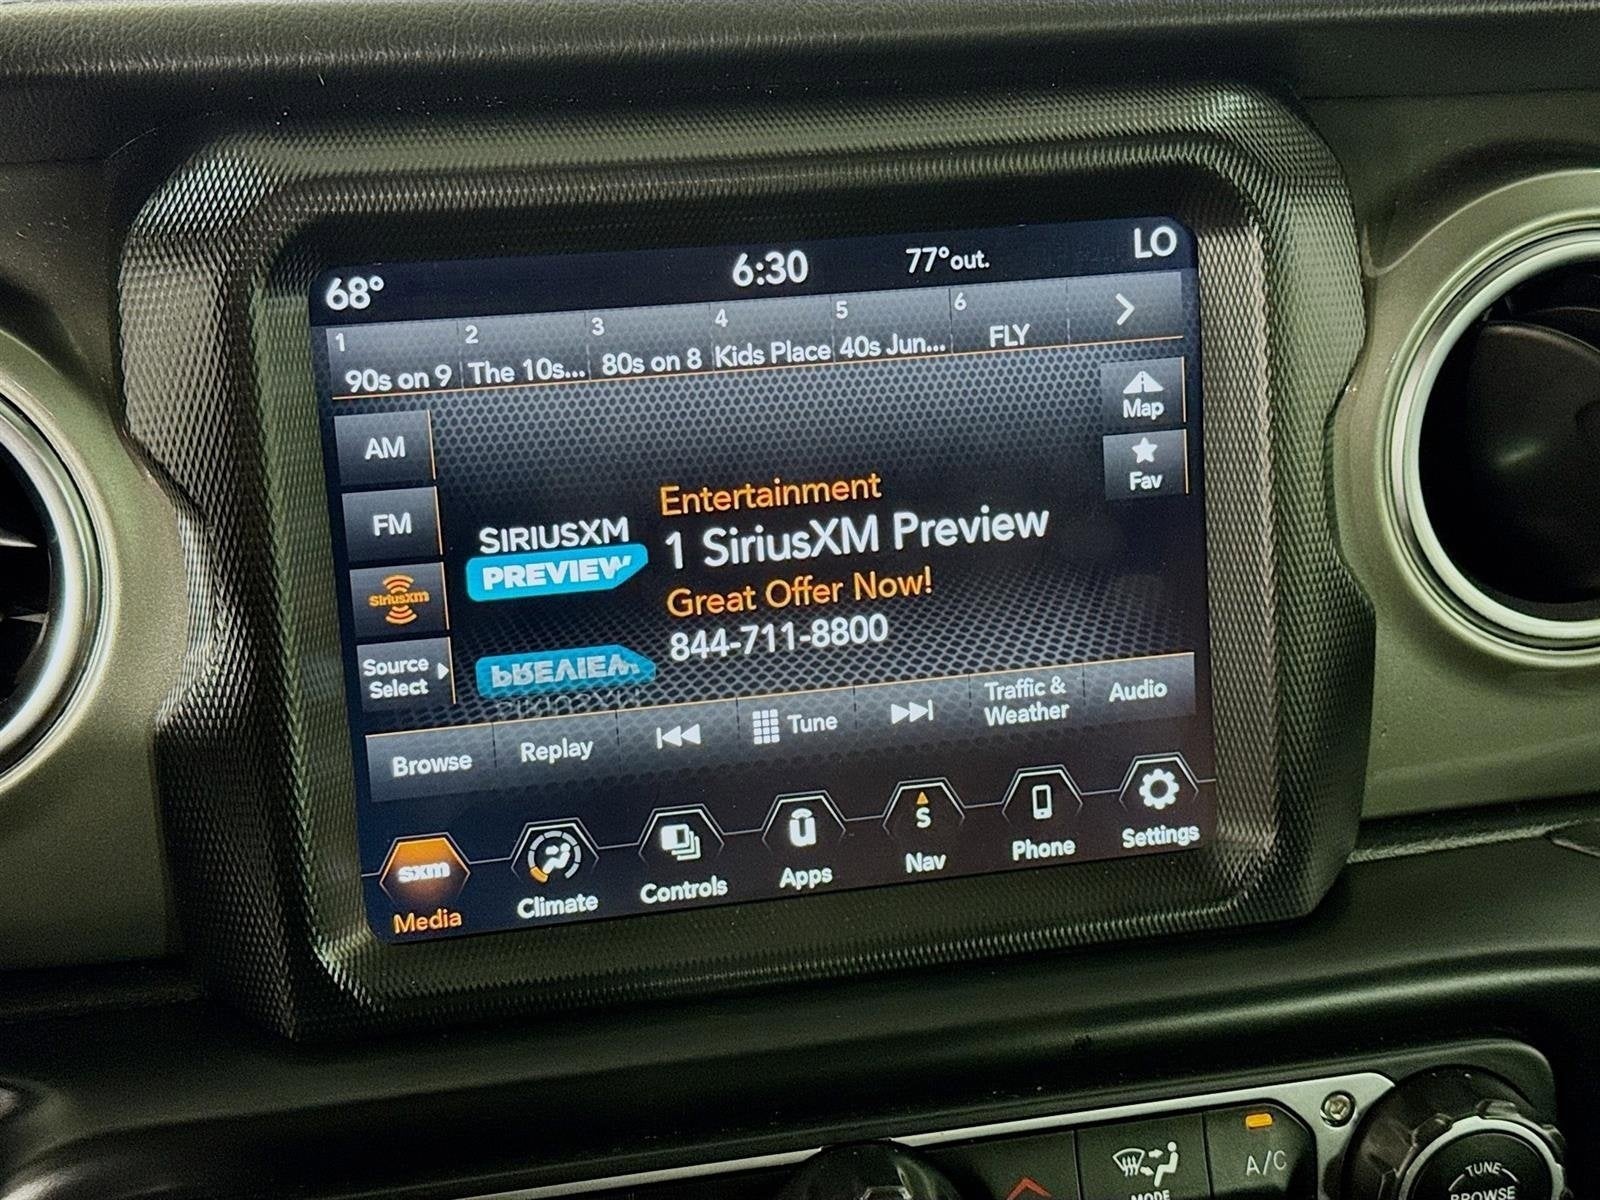 68° 6:30 77°out. LO
1 2 3 4 5 6
90s on 9 The 10s... 80s on 8 Kids Place 40s Jun... FLY
Map
AM
Fav
Entertainment
FM
SIRIUSXM
PREVIEW
1 SiriusXM Preview
siriusxm
Great Offer Now!
844-711-8800
Source
Select
PREVIEW
Browse Replay Tune Traffic &
Weather Audio
sxm
S
Media Climate Controls Apps Nav Phone Settings
MODE
A/C
TUNE
BROWSE